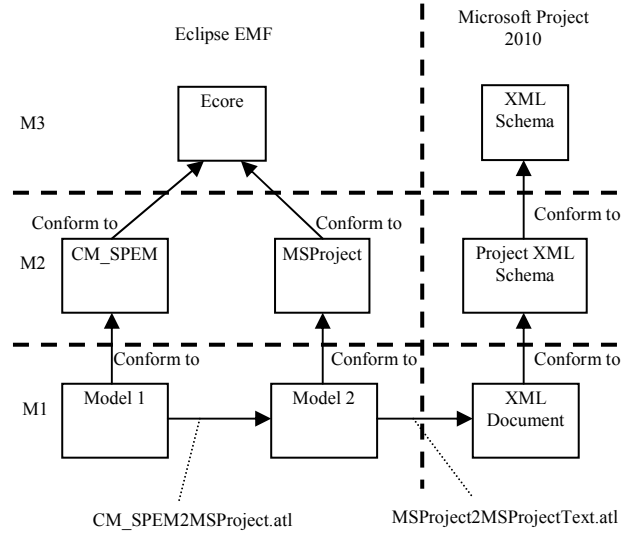 Eclipse EMF
Microsoft Project
2010
M3
Ecore
XML
Schema
Conform to
Conform to
Conform to
M2
CM_SPEM
MSProject
Project XML
Schema
Conform to
Conform to
Conform to
M1
Model 1
Model 2
XML
Document
CM_SPEM2MSProject.atl
MSProject2MSProjectText.atl